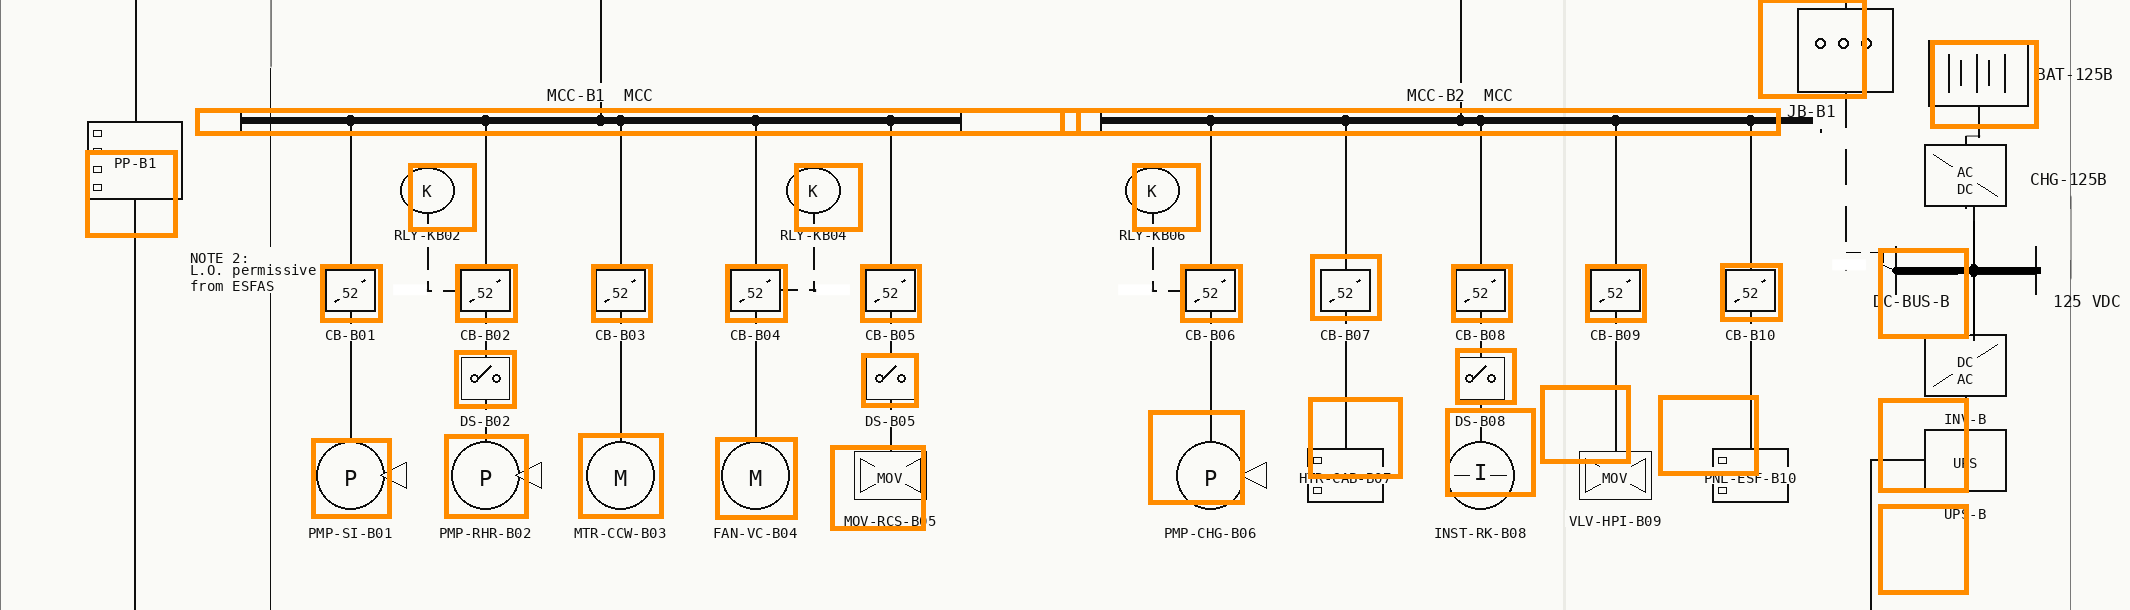 BAT-125B
MCC-B1 MCC
MCC-B2 MCC
JB-B1
PP-B1
AC
DC
CHG-125B
K
K
K
RLY-KB02
RLY-KB04
RLY-KB06
NOTE 2:
L.O. permissive
from ESFAS
52
52
52
52
52
52
52
52
52
52
DC-BUS-B
125 VDC
CB-B01
CB-B02
CB-B03
CB-B04
CB-B05
CB-B06
CB-B07
CB-B08
CB-B09
CB-B10
DC
AC
INV-B
DS-B02
DS-B05
DS-B08
UPS
P
P
M
M
MOV
P
HTR-CAB-B07
I
MOV
PNL-ESF-B10
UPS-B
MOV-RCS-B05
VLV-HPI-B09
PMP-SI-B01
PMP-RHR-B02
MTR-CCW-B03
FAN-VC-B04
PMP-CHG-B06
INST-RK-B08